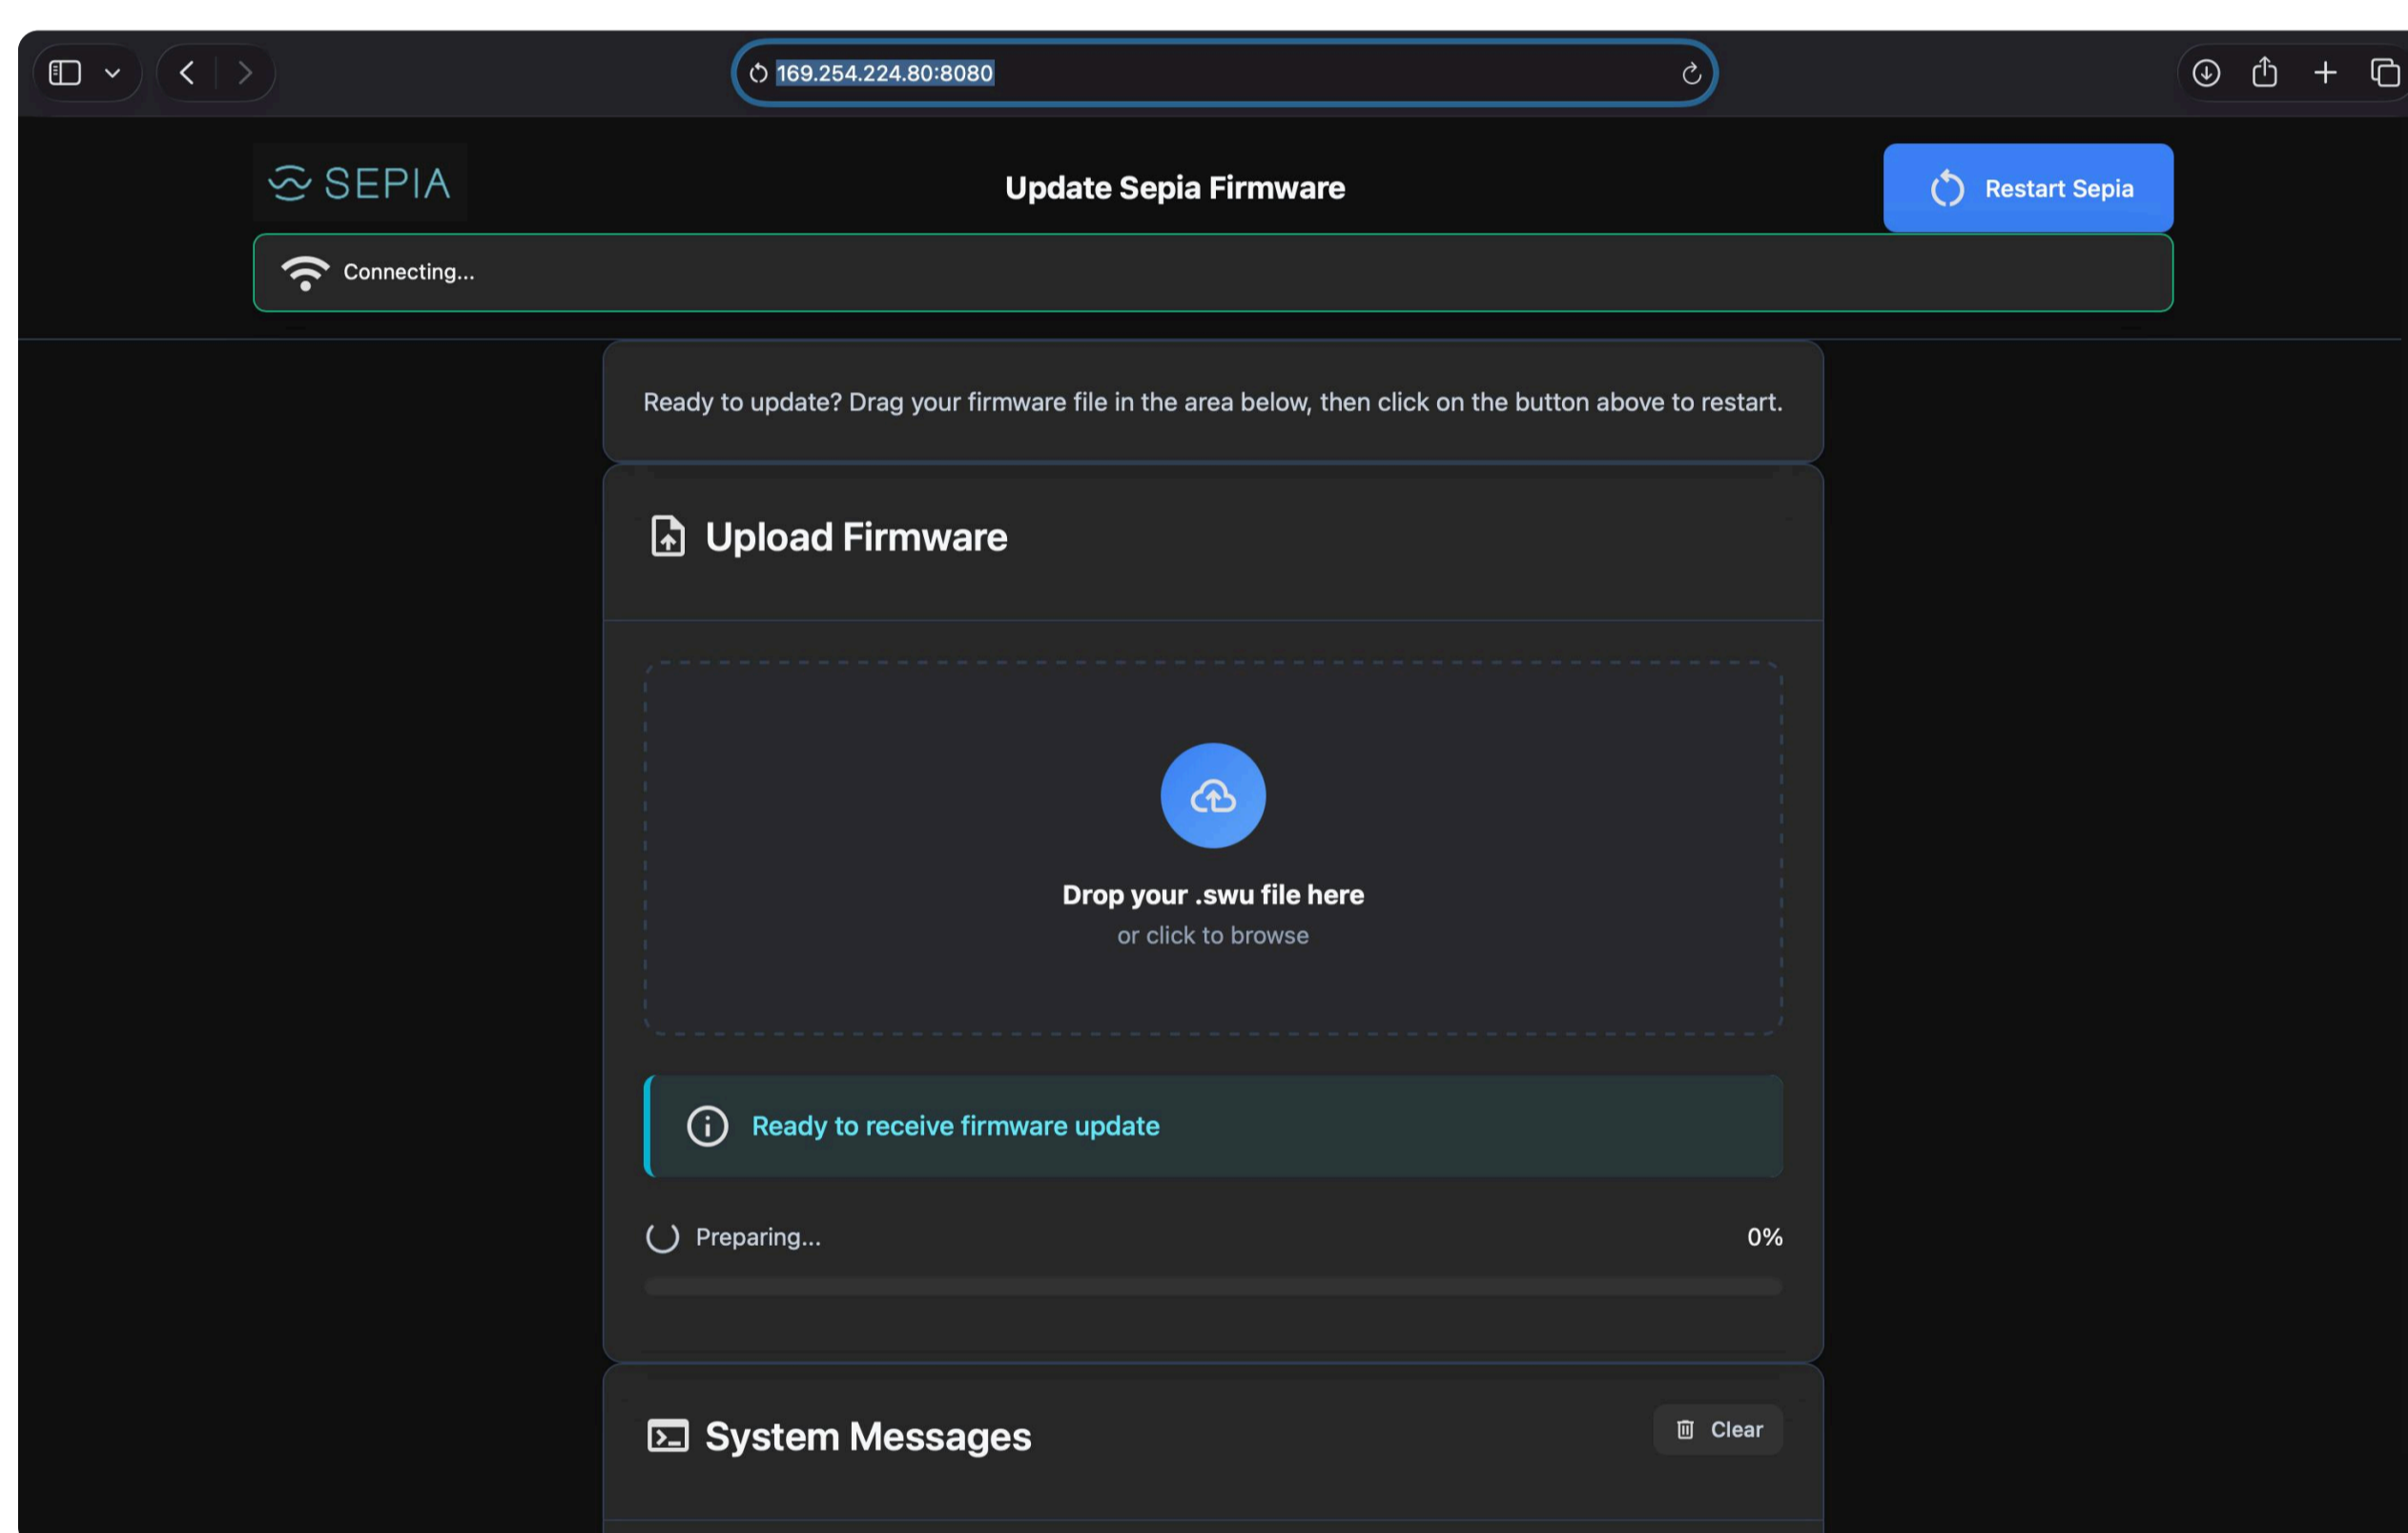 169.254.224.80:8080
SEPIA
Update Sepia Firmware
Restart Sepia
Connecting...
Ready to update? Drag your firmware file in the area below, then click on the button above to restart.
Upload Firmware
Drop your .swu file here
or click to browse
Ready to receive firmware update
Preparing...
0%
System Messages
Clear